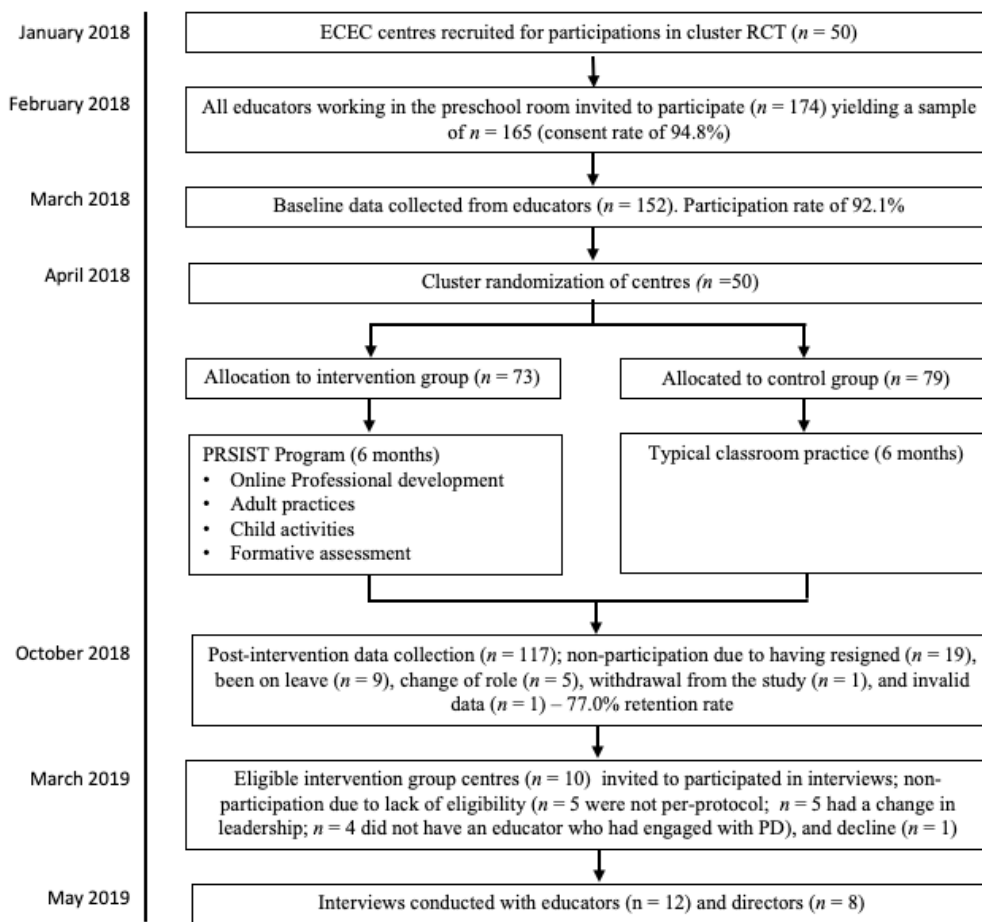 January 2018
ECEC centres recruited for participations in cluster RCT (n = 50)
February 2018
All educators working in the preschool room invited to participate (n = 174) yielding a sample
of n = 165 (consent rate of 94.8%)
March 2018
Baseline data collected from educators (n = 152). Participation rate of 92.1%
April 2018
Cluster randomization of centres (n =50)
Allocation to intervention group (n = 73)
Allocated to control group (n = 79)
PRSIST Program (6 months)
• Online Professional development
• Adult practices
• Child activities
• Formative assessment
Typical classroom practice (6 months)
October 2018
Post-intervention data collection (n = 117); non-participation due to having resigned (n = 19),
been on leave (n = 9), change of role (n = 5), withdrawal from the study (n = 1), and invalid
data (n = 1) – 77.0% retention rate
March 2019
Eligible intervention group centres (n = 10) invited to participated in interviews; non-
participation due to lack of eligibility (n = 5 were not per-protocol; n = 5 had a change in
leadership; n = 4 did not have an educator who had engaged with PD), and decline (n = 1)
May 2019
Interviews conducted with educators (n = 12) and directors (n = 8)